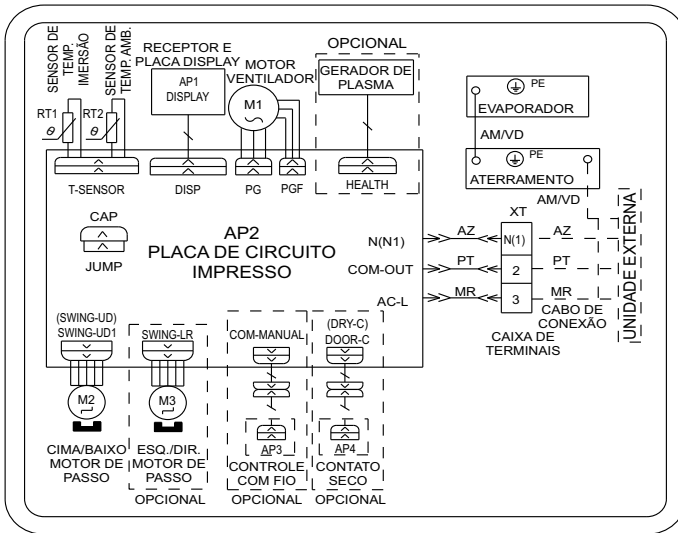 SENSOR DE
TEMP.
IMERSÃO
SENSOR DE
TEMP. AMB.
RECEPTOR E
PLACA DISPLAY
MOTOR
VENTILADOR
OPCIONAL
GERADOR DE
PLASMA
AP1
DISPLAY
M1
RT1
RT2
θ
θ
PE
EVAPORADOR
AM/VD
PE
ATERRAMENTO
AM/VD
T-SENSOR
DISP
PG
PGF
HEALTH
CAP
JUMP
AP2
PLACA DE CIRCUITO
IMPRESSO
N(N1)
COM-OUT
AC-L
AZ
PT
MR
XT
N(1)
2
3
AZ
PT
MR
CABO DE
CONEXÃO
CAIXA DE
TERMINAIS
UNIDADE EXTERNA
(SWING-UD)
SWING-UD1
SWING-LR
COM-MANUAL
(DRY-C)
DOOR-C
M2
M3
AP3
AP4
CIMA/BAIXO
MOTOR DE
PASSO
ESQ./DIR.
MOTOR DE
PASSO
OPCIONAL
CONTROLE
COM FIO
OPCIONAL
CONTATO
SECO
OPCIONAL